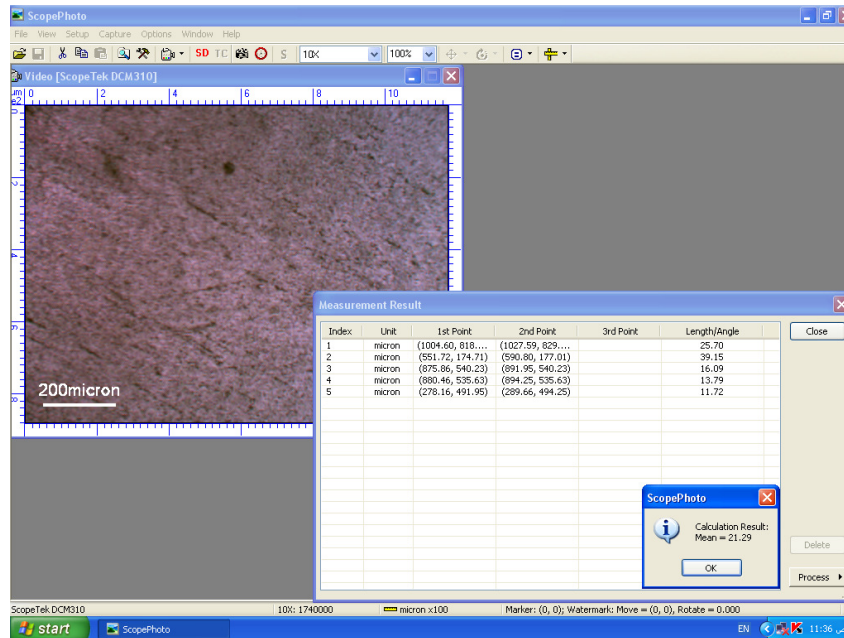 ScopePhoto
File View Setup Capture Options Window Help
SD TC S 10X 100%
Video [ScopeTek DCM310]
0 2 4 6 8 10
0
2
4
6
8
200micron
Measurement Result
Index Unit 1st Point 2nd Point 3rd Point Length/Angle
1 micron (1004.60, 818.... (1027.59, 829.... 25.70
2 micron (551.72, 174.71) (590.80, 177.01) 39.15
3 micron (875.86, 540.23) (891.95, 540.23) 16.09
4 micron (880.46, 535.63) (894.25, 535.63) 13.79
5 micron (278.16, 491.95) (289.66, 494.25) 11.72
Close
ScopePhoto
Calculation Result:
Mean = 21.29
OK
Delete
Process
ScopeTek DCM310 10X: 1740000 micron x100 Marker: (0, 0); Watermark: Move = (0, 0), Rotate = 0.000
start ScopePhoto EN K 11:36